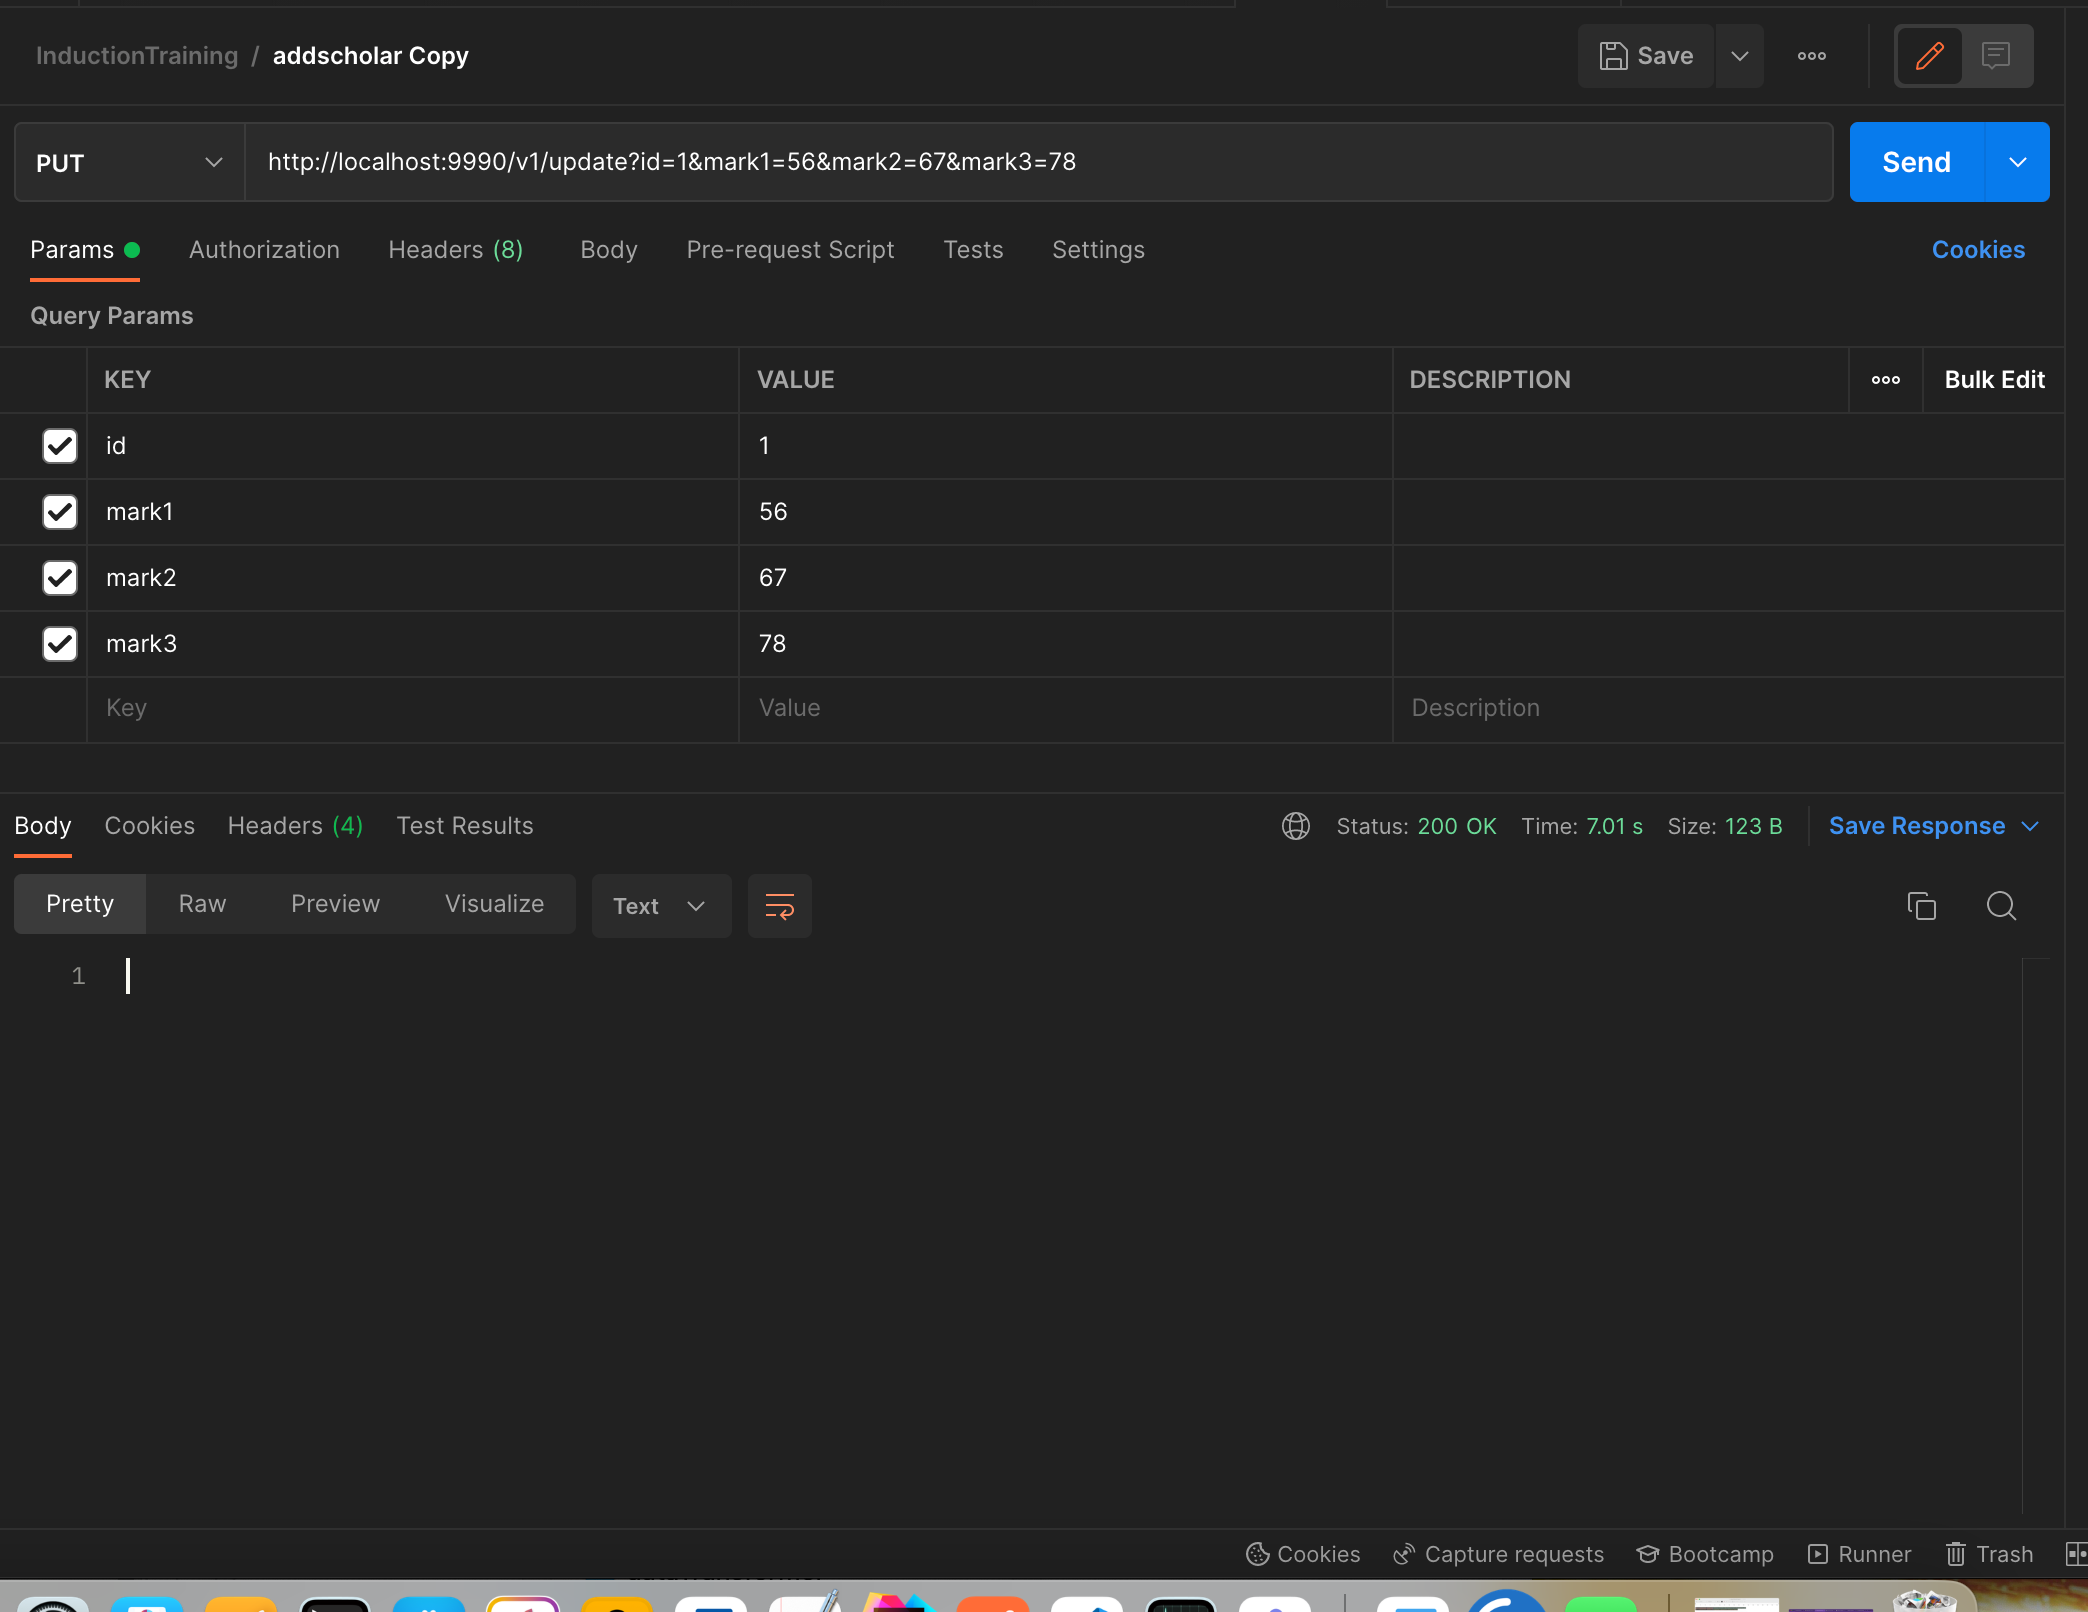 InductionTraining / addscholar Copy
Save
PUT
http://localhost:9990/v1/update?id=1&mark1=56&mark2=67&mark3=78
Send
Params Authorization Headers (8) Body Pre-request Script Tests Settings Cookies
Query Params
KEY VALUE DESCRIPTION Bulk Edit
id 1
mark1 56
mark2 67
mark3 78
Key Value Description
Body Cookies Headers (4) Test Results Status: 200 OK Time: 7.01 s Size: 123 B Save Response
Pretty Raw Preview Visualize Text
1
Cookies Capture requests Bootcamp Runner Trash